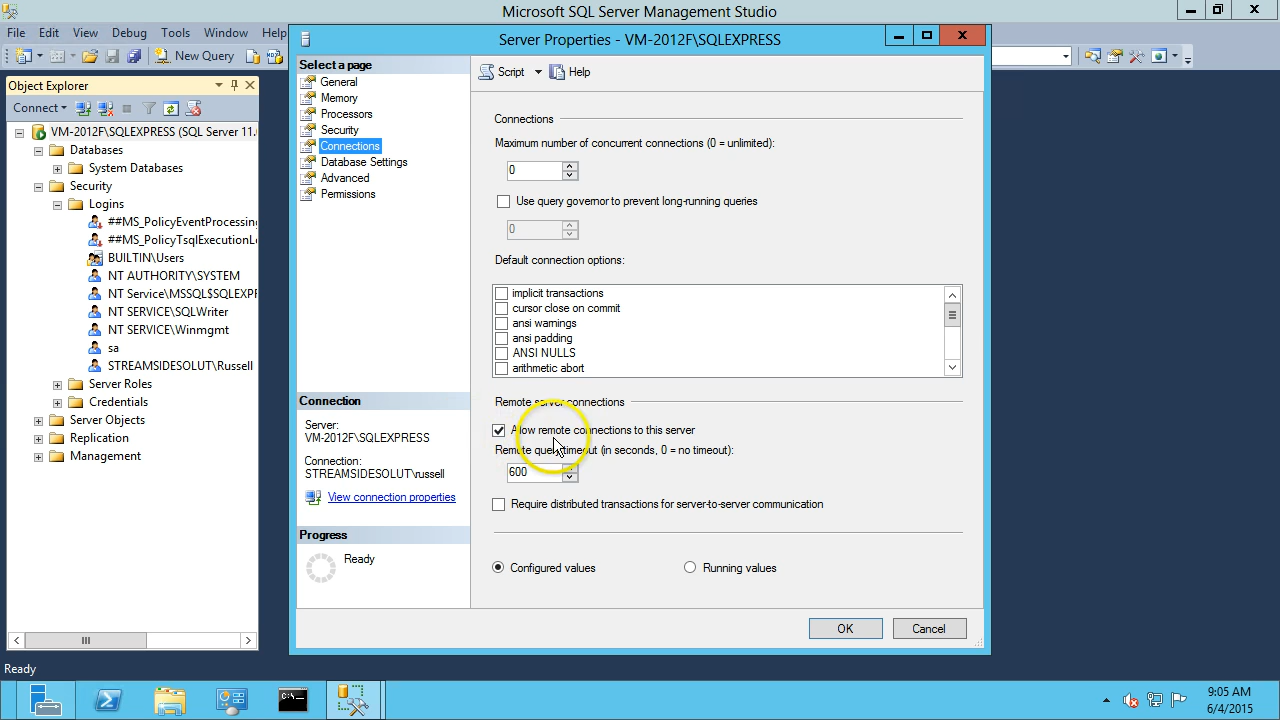 Microsoft SQL Server Management Studio
File Edit View Debug Tools Window Help
New Query
Object Explorer
Connect
VM-2012F\SQLEXPRESS (SQL Server 11.
Databases
System Databases
Security
Logins
##MS_PolicyEventProcessing
##MS_PolicyTsqlExecutionL
BUILTIN\Users
NT AUTHORITY\SYSTEM
NT Service\MSSQL$SQLEXPR
NT SERVICE\SQLWriter
NT SERVICE\Winmgmt
sa
STREAMSIDESOLUT\Russell
Server Roles
Credentials
Server Objects
Replication
Management
Server Properties - VM-2012F\SQLEXPRESS
Select a page
General
Memory
Processors
Security
Connections
Database Settings
Advanced
Permissions
Connection
Server:
VM-2012F\SQLEXPRESS
Connection:
STREAMSIDESOLUT\russell
View connection properties
Progress
Ready
Script Help
Connections
Maximum number of concurrent connections (0 = unlimited):
0
Use query governor to prevent long-running queries
0
Default connection options:
implicit transactions
cursor close on commit
ansi warnings
ansi padding
ANSI NULLS
arithmetic abort
Remote server connections
Allow remote connections to this server
Remote query timeout (in seconds, 0 = no timeout):
600
Require distributed transactions for server-to-server communication
Configured values Running values
OK Cancel
Ready
9:05 AM
6/4/2015